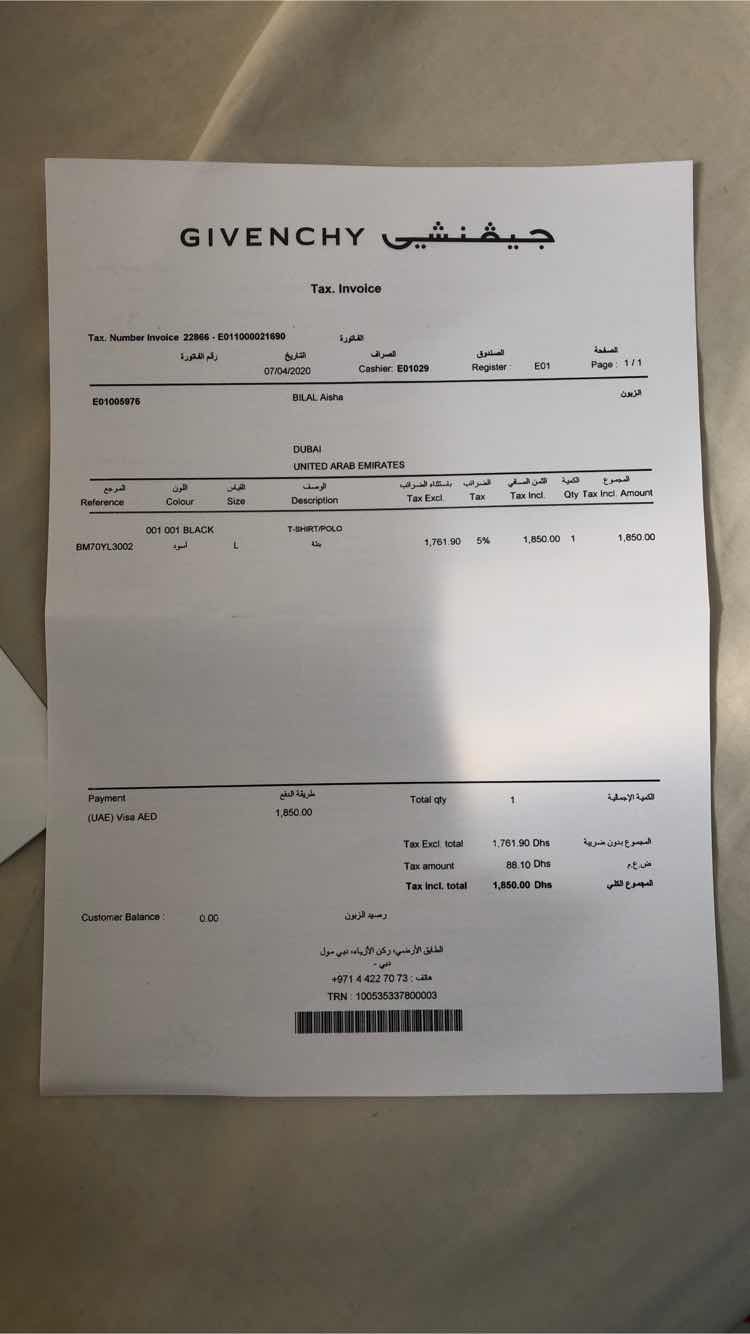 GIVENCHY جيڤنشي
Tax. Invoice
Tax. Number Invoice 22866 - E011000021690 الفاتورة
رقم الفاتورة التاريخ الصراف الصندوق الصفحة
07/04/2020 Cashier: E01029 Register : E01 Page : 1 / 1
E01005976 BILAL Aisha الزبون
DUBAI
UNITED ARAB EMIRATES
المرجع اللون القياس الوصف باستثناء الضرائب الضرائب الثمن الصافي الكمية المجموع
Reference Colour Size Description Tax Excl. Tax Tax Incl. Qty Tax Incl. Amount
001 001 BLACK T-SHIRT/POLO
BM70YL3002 أسود L 1,761.90 5% 1,850.00 1 1,850.00
Payment طريقة الدفع Total qty 1 الكمية الإجمالية
(UAE) Visa AED 1,850.00
Tax Excl. total 1,761.90 Dhs المجموع بدون ضريبة
Tax amount 88.10 Dhs ض.ع.م
Tax Incl. total 1,850.00 Dhs المجموع الكلي
Customer Balance : 0.00 رصيد الزبون
الطابق الأرضي، ركن الأزياء، دبي مول
دبي -
هاتف : 73 70 422 4 971+
TRN : 100535337800003